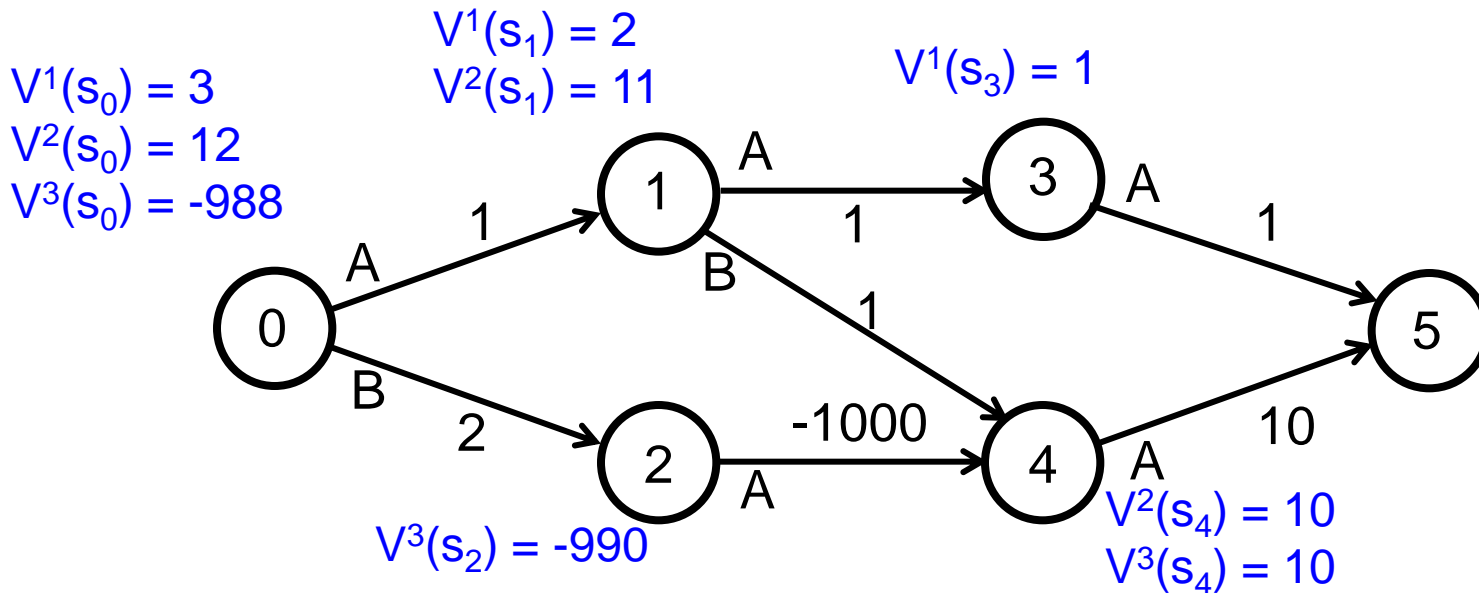 V¹(s₁) = 2
V²(s₁) = 11
V¹(s₃) = 1
V¹(s₀) = 3
V²(s₀) = 12
V³(s₀) = -988
A
1
A
1
3
A
1
1
B
1
A
0
B
2
-1000
5
10
2
A
4
A
V³(s₂) = -990
V²(s₄) = 10
V³(s₄) = 10